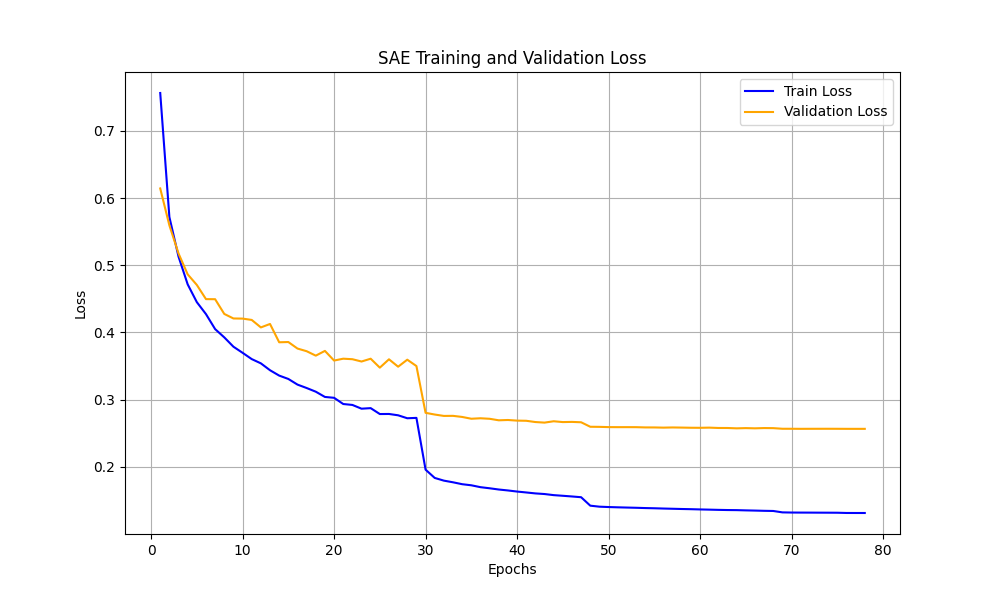 SAE Training and Validation Loss
Train Loss
Validation Loss
0.7
0.6
0.5
0.4
0.3
0.2
Loss
0 10 20 30 40 50 60 70 80
Epochs